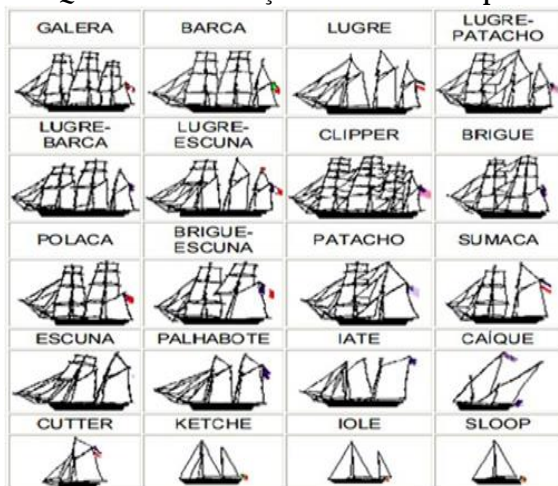 GALERA
BARCA
LUGRE
LUGRE-
PATACHO
LUGRE-
BARCA
LUGRE-
ESCUNA
CLIPPER
BRIGUE
POLACA
BRIGUE-
ESCUNA
PATACHO
SUMACA
ESCUNA
PALHABOTE
IATE
CAÍQUE
CUTTER
KETCHE
IOLE
SLOOP